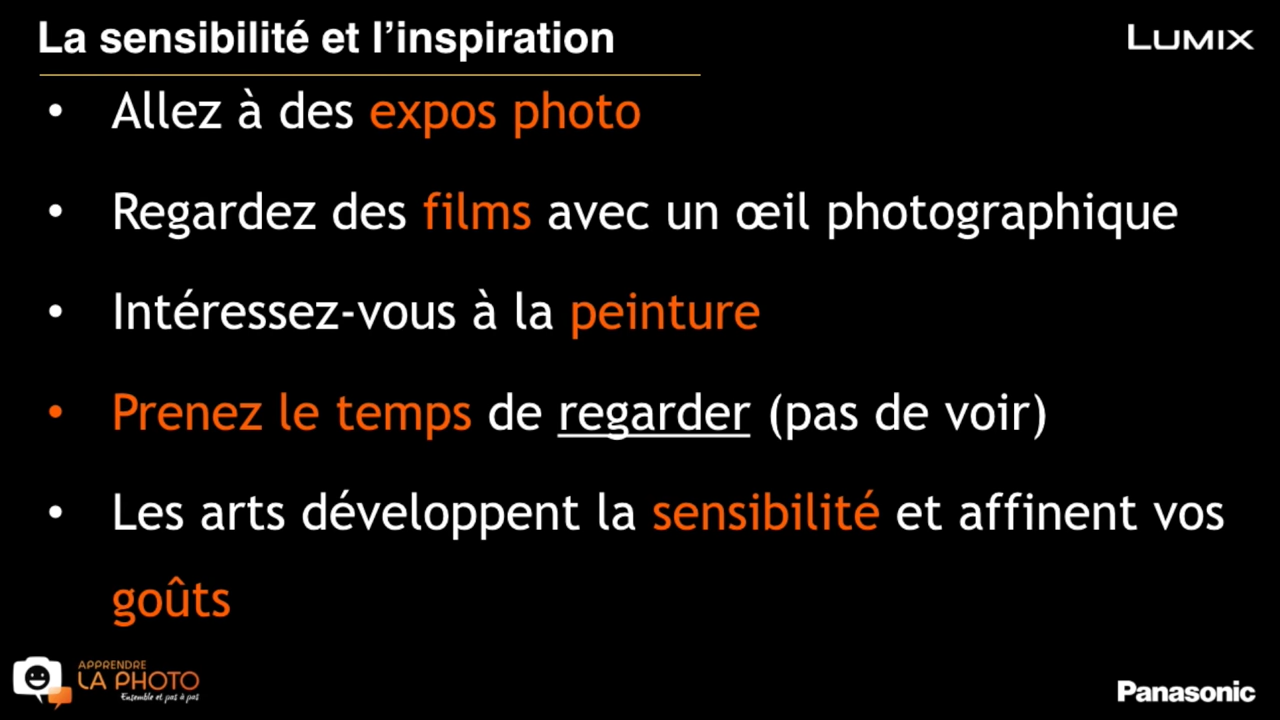 La sensibilité et l’inspiration
LUMIX
• Allez à des expos photo
• Regardez des films avec un œil photographique
• Intéressez-vous à la peinture
• Prenez le temps de regarder (pas de voir)
• Les arts développent la sensibilité et affinent vos
goûts
APPRENDRE
LA PHOTO
Ensemble et pas à pas
Panasonic